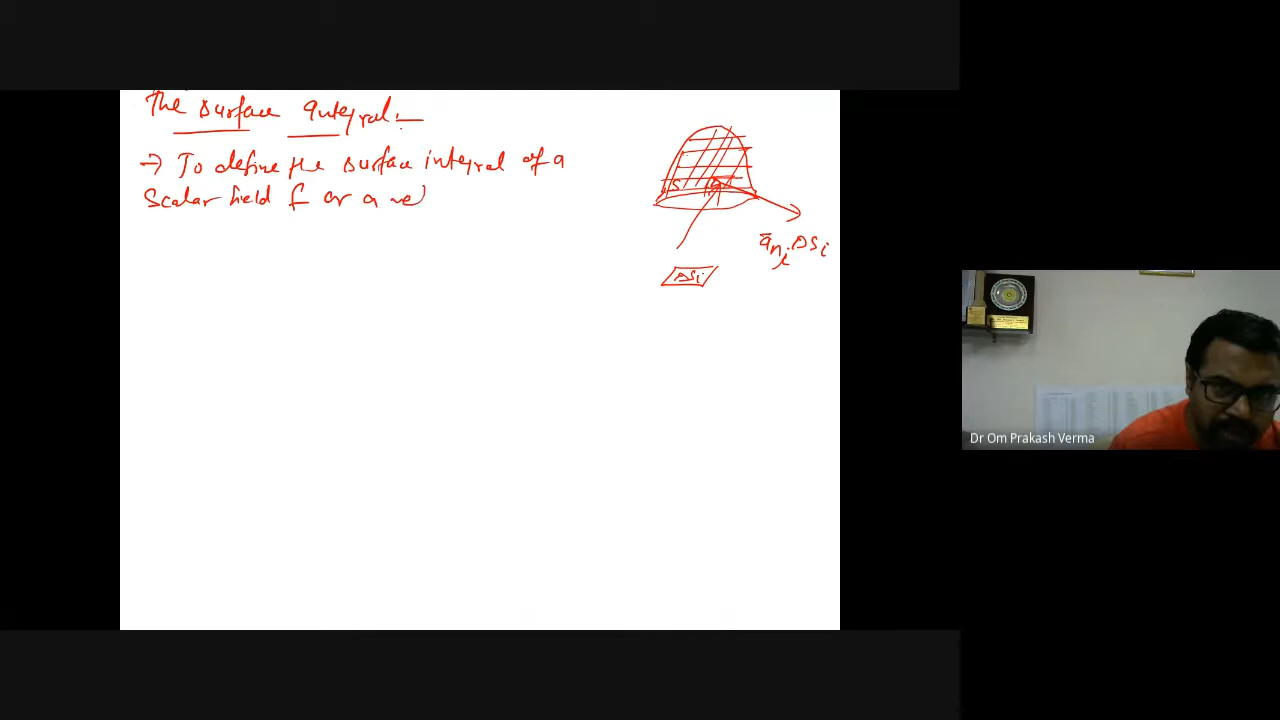 The surface integral:-
→ To define the surface integral of a
Scalar field f or a ve
S
a̅ni ΔSi
ΔSi
Dr Om Prakash Verma